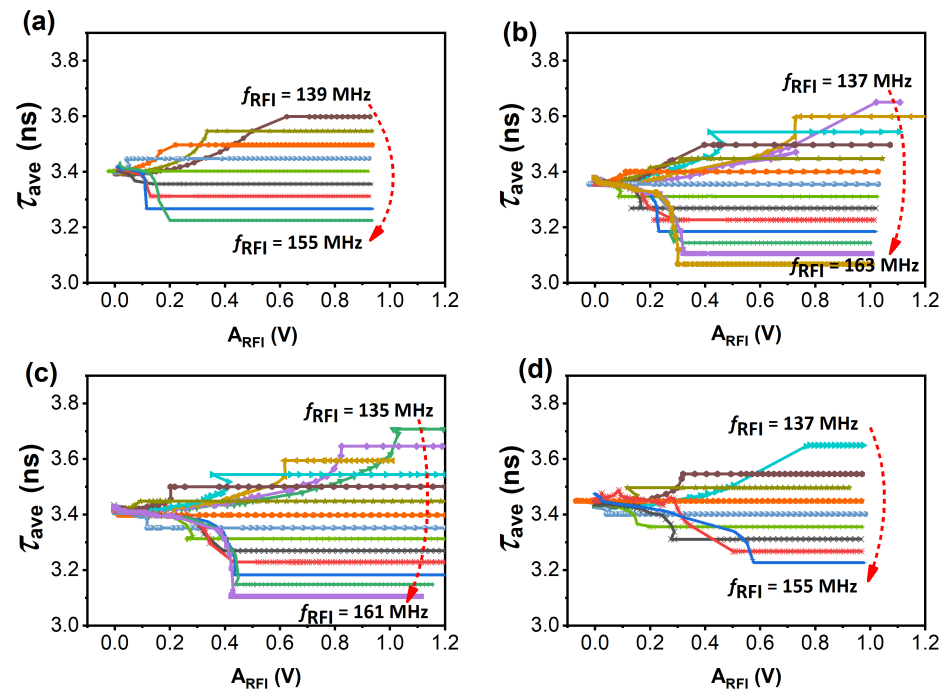 (a)
3.8
3.6
3.4
3.2
3.0
τave (ns)
fRFI = 139 MHz
fRFI = 155 MHz
0.0 0.2 0.4 0.6 0.8 1.0 1.2
ARFI (V)
(b)
3.8
3.6
3.4
3.2
3.0
τave (ns)
fRFI = 137 MHz
fRFI = 163 MHz
0.0 0.2 0.4 0.6 0.8 1.0 1.2
ARFI (V)
(c)
3.8
3.6
3.4
3.2
3.0
τave (ns)
fRFI = 135 MHz
fRFI = 161 MHz
0.0 0.2 0.4 0.6 0.8 1.0 1.2
ARFI (V)
(d)
3.8
3.6
3.4
3.2
3.0
τave (ns)
fRFI = 137 MHz
fRFI = 155 MHz
0.0 0.2 0.4 0.6 0.8 1.0 1.2
ARFI (V)